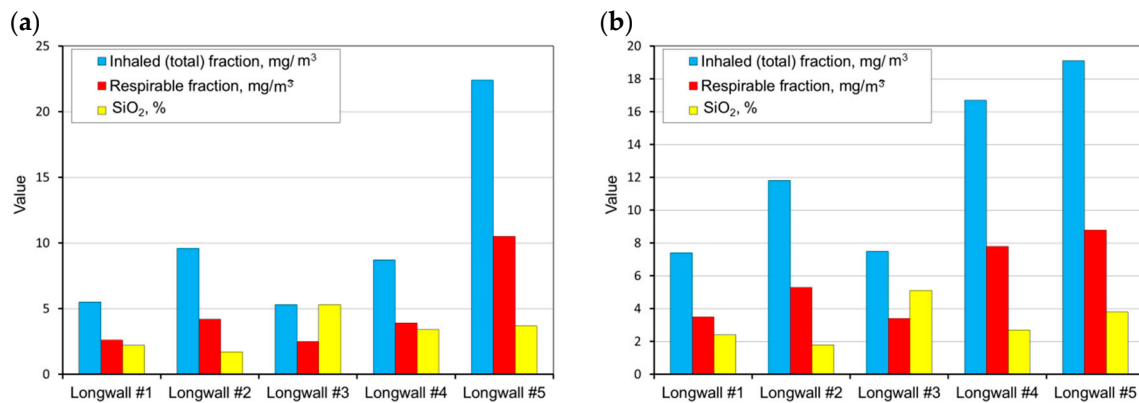 (a)
25
20
15
10
5
0
Value
Inhaled (total) fraction, mg/ m³
Respirable fraction, mg/m³
SiO₂, %
Longwall #1 Longwall #2 Longwall #3 Longwall #4 Longwall #5
(b)
20
18
16
14
12
10
8
6
4
2
0
Value
Inhaled (total) fraction, mg/ m³
Respirable fraction, mg/m³
SiO₂, %
Longwall #1 Longwall #2 Longwall #3 Longwall #4 Longwall #5